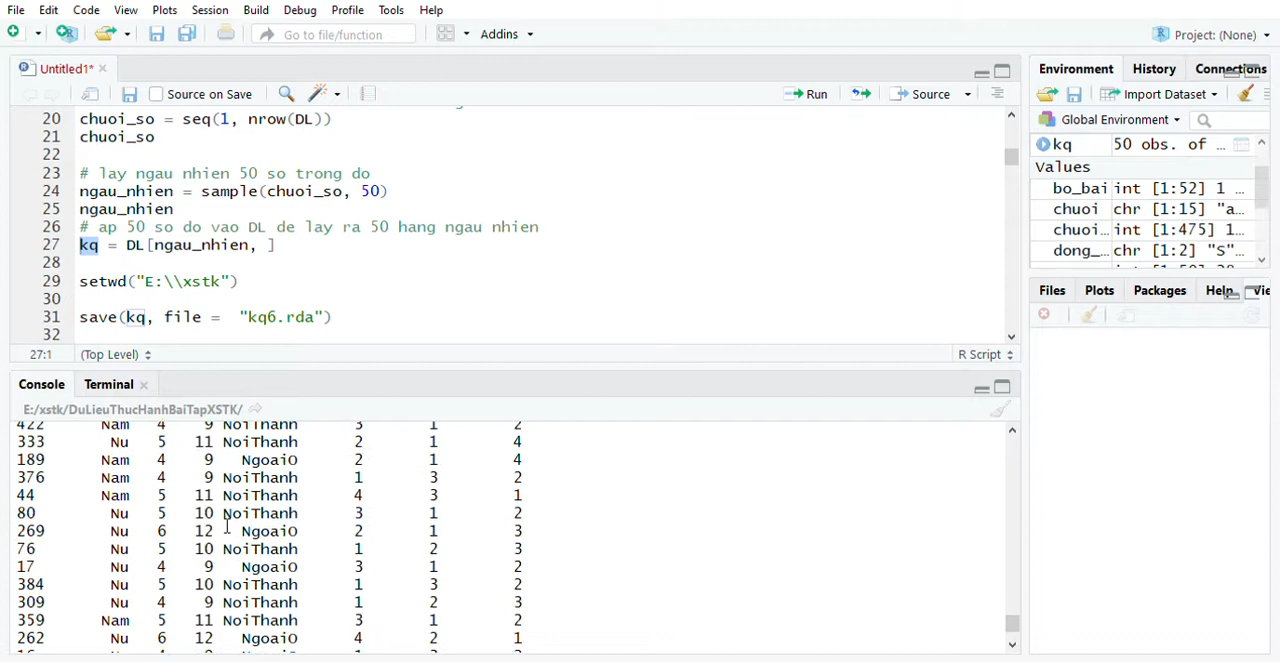 File Edit Code View Plots Session Build Debug Profile Tools Help
Go to file/function Addins Project: (None)
Untitled1*
Source on Save Run Source
20 chuoi_so = seq(1, nrow(DL))
21 chuoi_so
22
23 # lay ngau nhien 50 so trong do
24 ngau_nhien = sample(chuoi_so, 50)
25 ngau_nhien
26 # ap 50 so do vao DL de lay ra 50 hang ngau nhien
27 kq = DL[ngau_nhien, ]
28
29 setwd("E:\\xstk")
30
31 save(kq, file = "kq6.rda")
32
27:1 (Top Level) R Script
Console Terminal
E:/xstk/DuLieuThucHanhBaiTapXSTK/
422 Nam 4 9 NoiThanh 3 1 2
333 Nu 5 11 NoiThanh 2 1 4
189 Nam 4 9 NgoaiO 2 1 4
376 Nam 4 9 NoiThanh 1 3 2
44 Nam 5 11 NoiThanh 4 3 1
80 Nu 5 10 NoiThanh 3 1 2
269 Nu 6 12 NgoaiO 2 1 3
76 Nu 5 10 NoiThanh 1 2 3
17 Nu 4 9 NgoaiO 3 1 2
384 Nu 5 10 NoiThanh 1 3 2
309 Nu 4 9 NoiThanh 1 2 3
359 Nam 5 11 NoiThanh 3 1 2
262 Nu 6 12 NgoaiO 4 2 1
Environment History Connections
Import Dataset
Global Environment
kq 50 obs. of ...
Values
bo_bai int [1:52] 1 ...
chuoi chr [1:15] "a...
chuoi... int [1:475] 1...
dong_... chr [1:2] "S"...
Files Plots Packages Help Vie